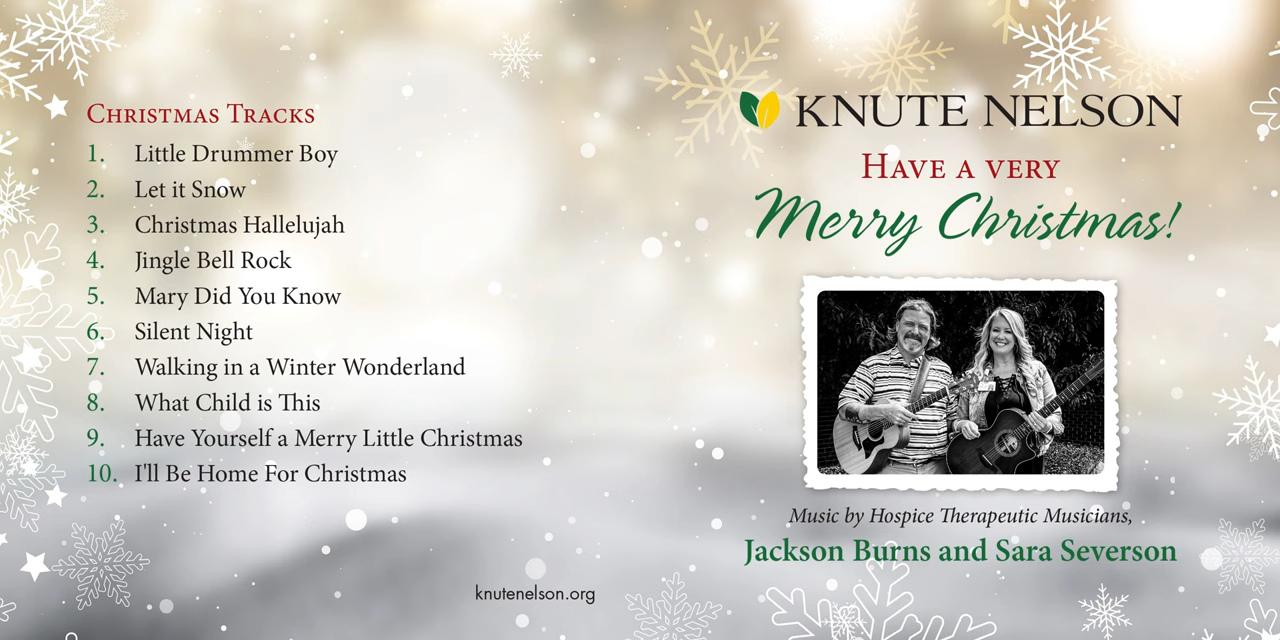 Christmas Tracks
1. Little Drummer Boy
2. Let it Snow
3. Christmas Hallelujah
4. Jingle Bell Rock
5. Mary Did You Know
6. Silent Night
7. Walking in a Winter Wonderland
8. What Child is This
9. Have Yourself a Merry Little Christmas
10. I'll Be Home For Christmas
knutenelson.org
KNUTE NELSON
Have a very
Merry Christmas!
Music by Hospice Therapeutic Musicians,
Jackson Burns and Sara Severson